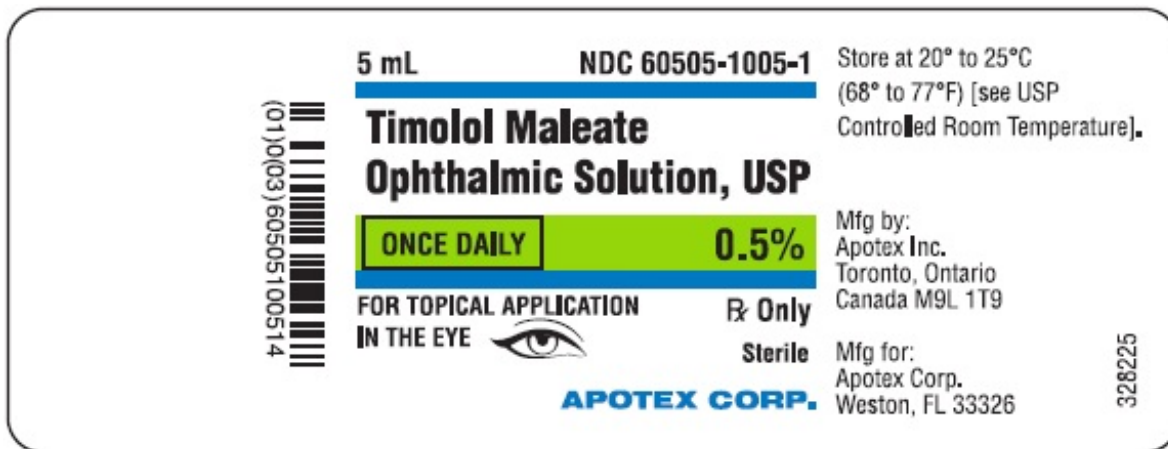 (01)0(03)60505100514
5 mL NDC 60505-1005-1
Timolol Maleate
Ophthalmic Solution, USP
ONCE DAILY 0.5%
FOR TOPICAL APPLICATION
IN THE EYE
Rx Only
Sterile
APOTEX CORP.
Store at 20° to 25°C
(68° to 77°F) [see USP
Controlled Room Temperature].
Mfg by:
Apotex Inc.
Toronto, Ontario
Canada M9L 1T9
Mfg for:
Apotex Corp.
Weston, FL 33326
328225